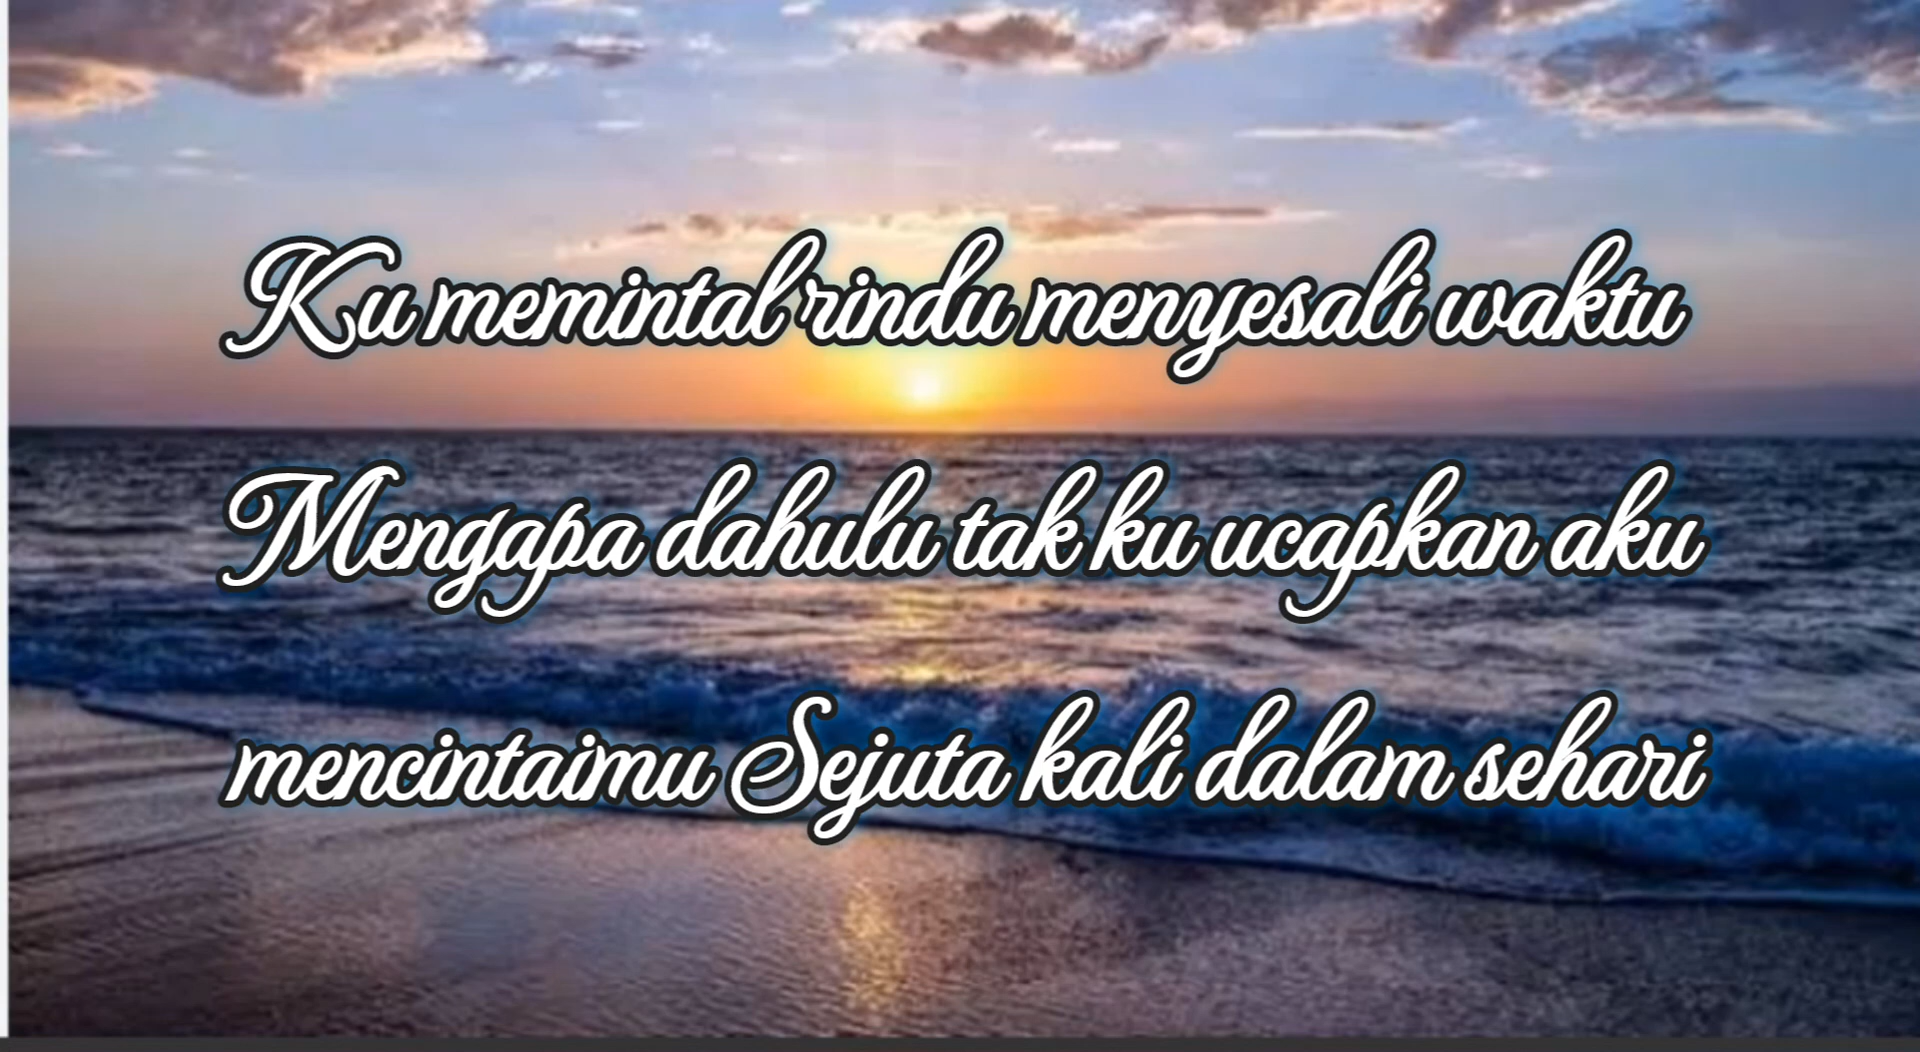 Ku memintal rindu menyesali waktu
Mengapa dahulu tak ku ucapkan aku
mencintaimu Sejuta kali dalam sehari